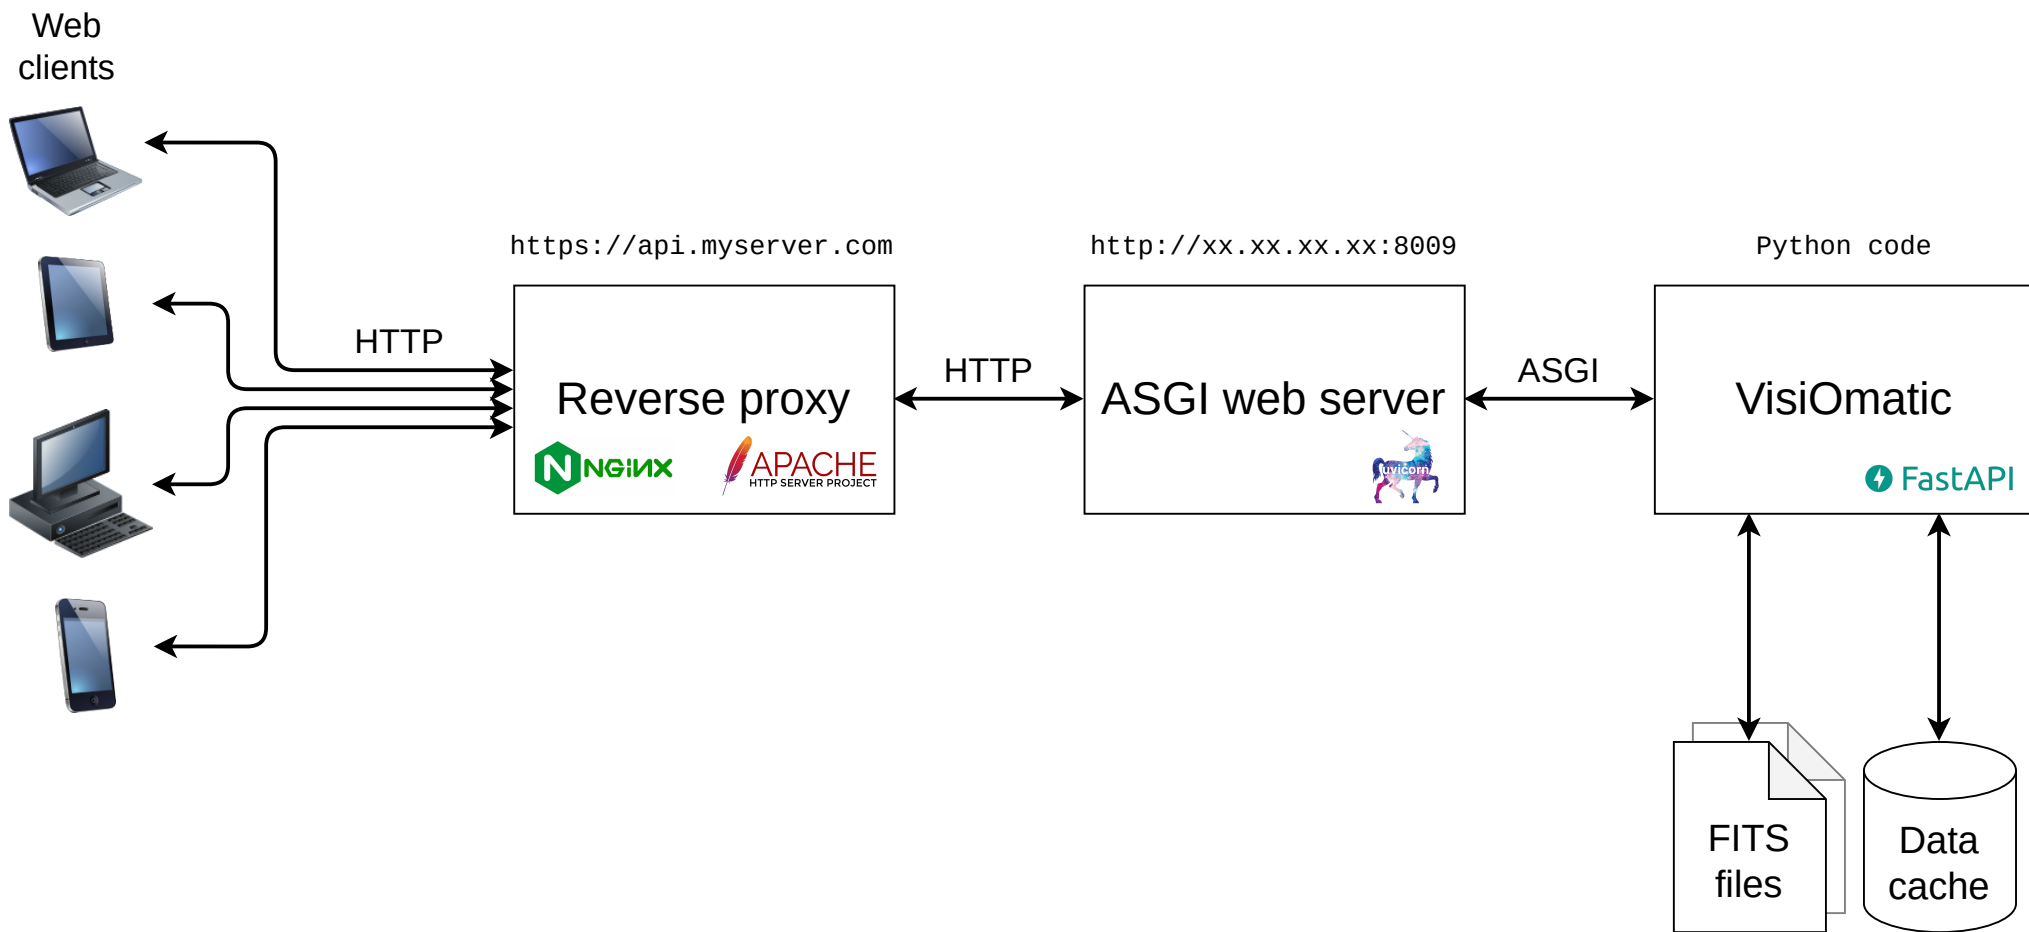 Web
clients
https://api.myserver.com
http://xx.xx.xx.xx:8009
Python code
HTTP
HTTP
ASGI
Reverse proxy
ASGI web server
VisiOmatic
N NGINX
APACHE
HTTP SERVER PROJECT
uvicorn
FastAPI
FITS
files
Data
cache